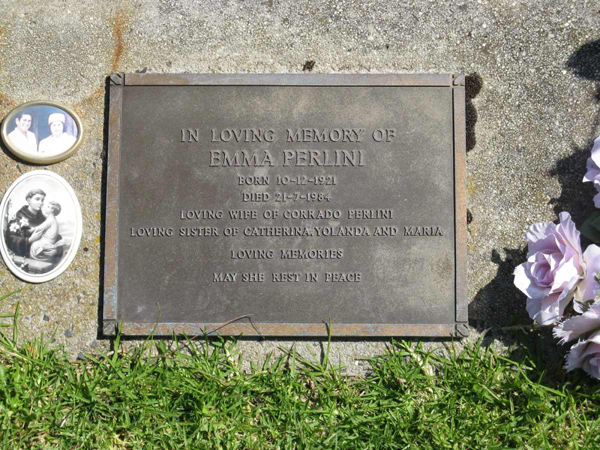 IN LOVING MEMORY OF
EMMA PERLINI
BORN 10-12-1921
DIED 21-7-1984
LOVING WIFE OF CORRADO PERLINI
LOVING SISTER OF CATHERINA, YOLANDA AND MARIA
LOVING MEMORIES
MAY SHE REST IN PEACE